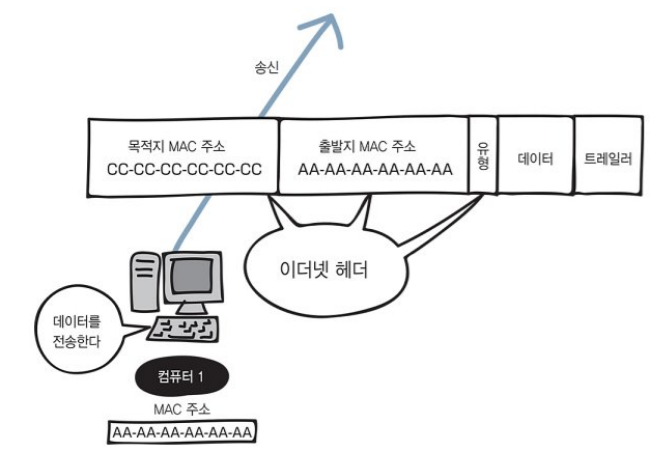 송신
목적지 MAC 주소
CC-CC-CC-CC-CC-CC
출발지 MAC 주소
AA-AA-AA-AA-AA-AA
유형
데이터
트레일러
이더넷 헤더
데이터를
전송한다
컴퓨터 1
MAC 주소
AA-AA-AA-AA-AA-AA